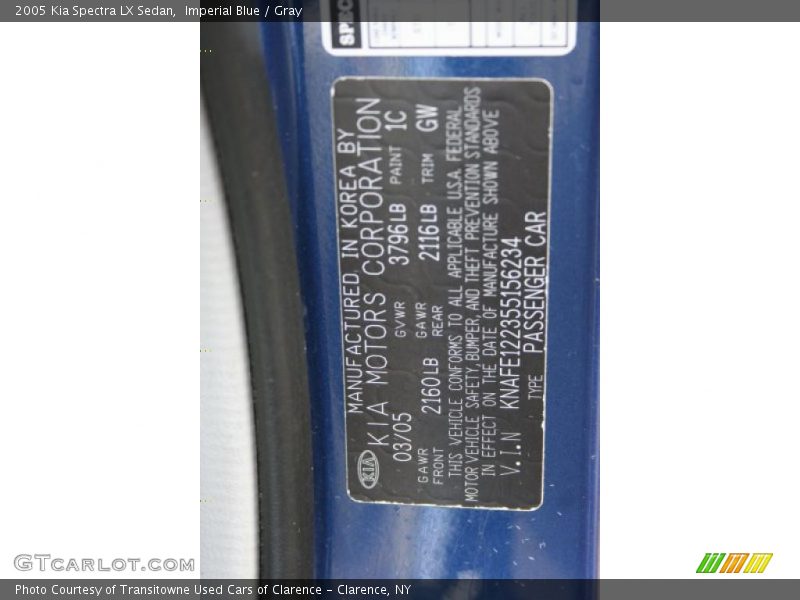 2005 Kia Spectra LX Sedan, Imperial Blue / Gray
SPEC
MANUFACTURED IN KOREA BY
KIA KIA MOTORS CORPORATION
03/05 GVWR 3796LB PAINT 1C
GAWR FRONT 2160LB GAWR REAR 2116LB TRIM GW
THIS VEHICLE CONFORMS TO ALL APPLICABLE U.S.A. FEDERAL
MOTOR VEHICLE SAFETY, BUMPER, AND THEFT PREVENTION STANDARDS
IN EFFECT ON THE DATE OF MANUFACTURE SHOWN ABOVE
V.I.N KNAFE122355156234
TYPE PASSENGER CAR
GTCARLOT.COM
Photo Courtesy of Transitowne Used Cars of Clarence - Clarence, NY